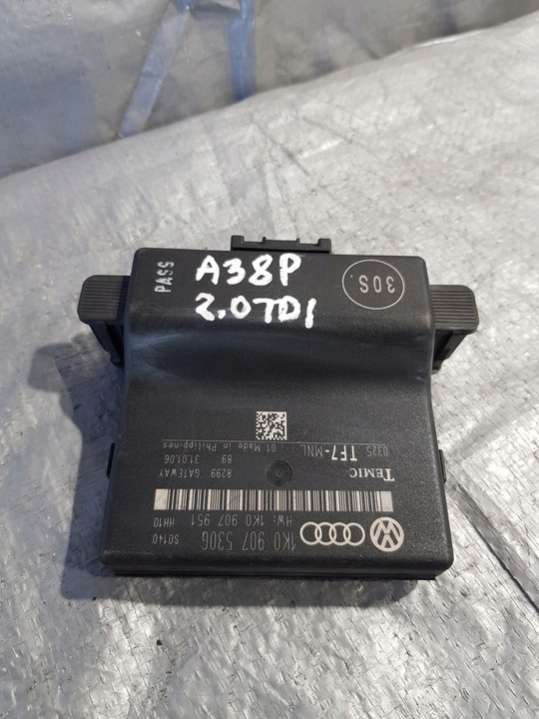 PASS
A38P
2.0TDI
30S.
1K0 907 530G
HW: 1K0 907 951
S0140
HH10
8299 GATEWAY
89 31.01.06
01 Made in Philippines
TEMIC
0325 TF7-MNL